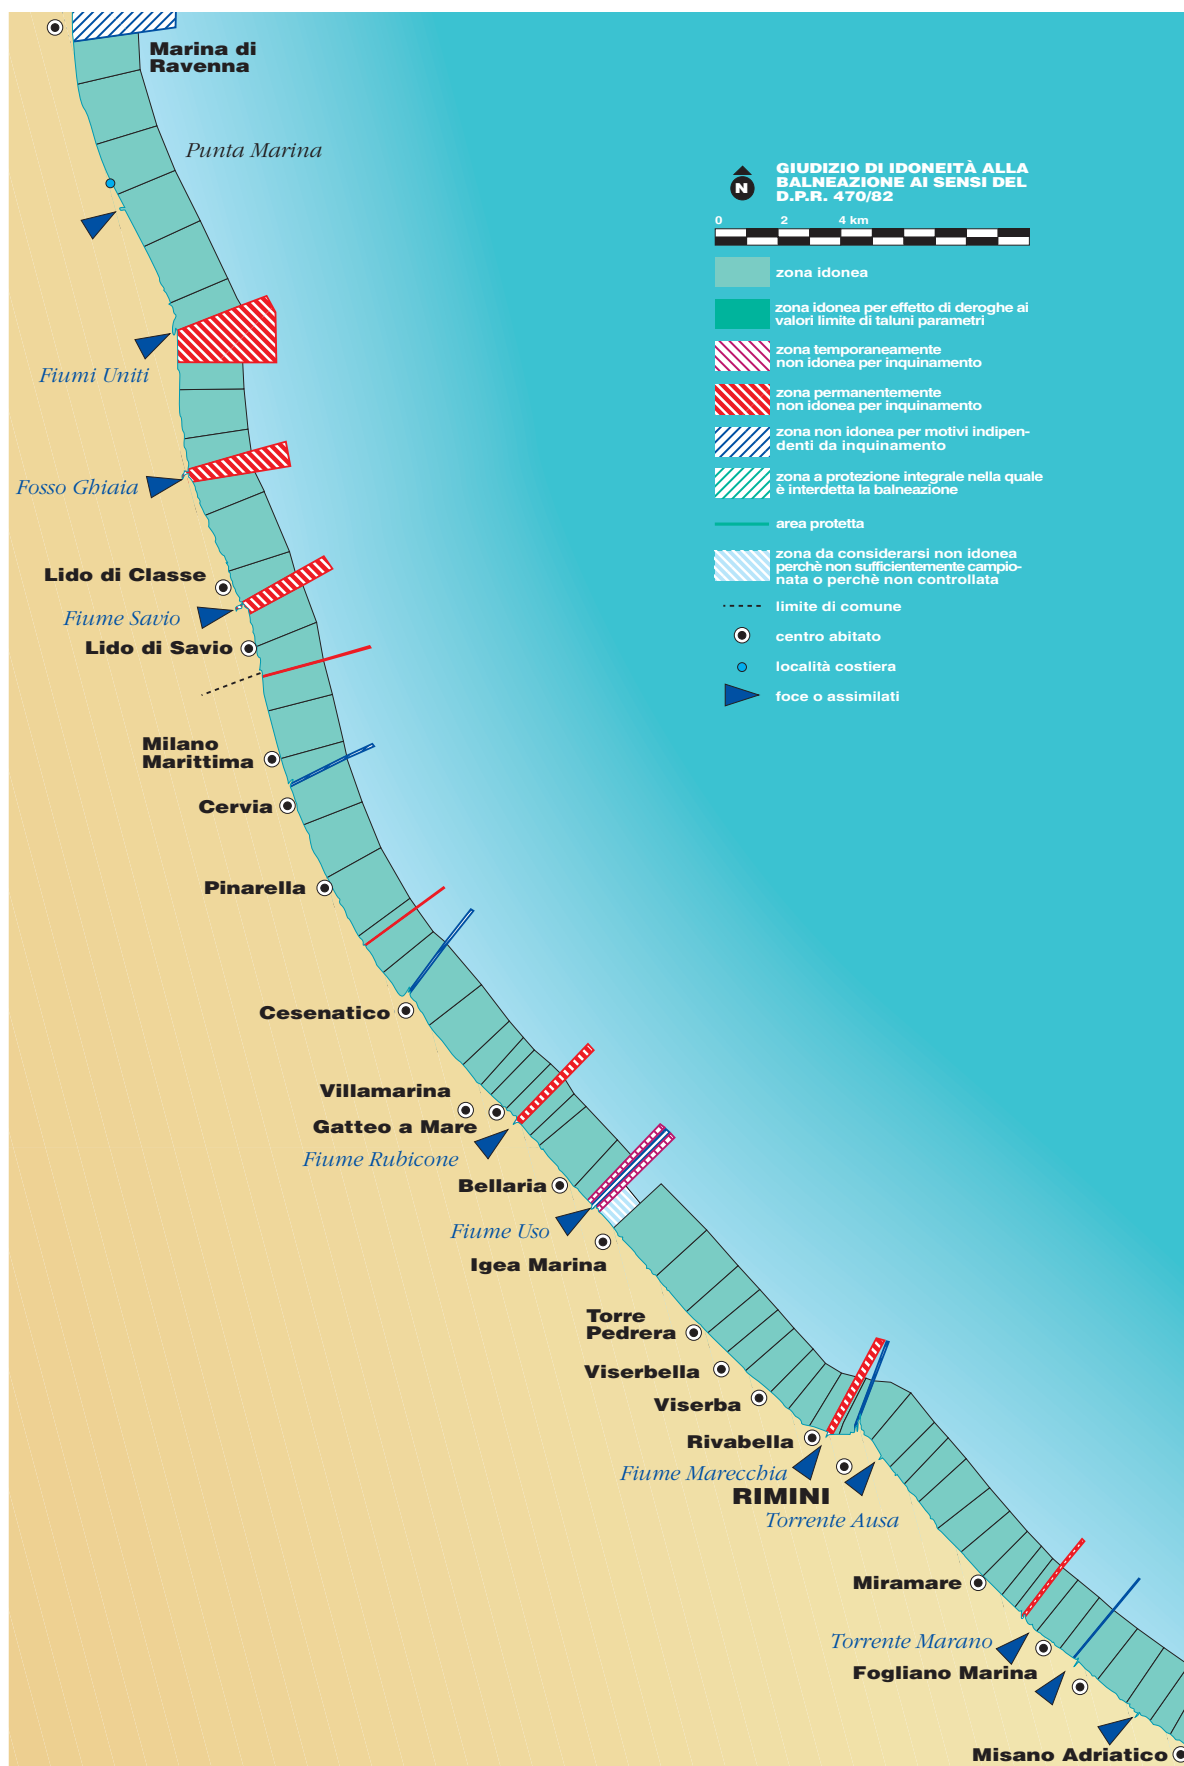 Marina di
Ravenna
Punta Marina
GIUDIZIO DI IDONEITÀ ALLA
BALNEAZIONE AI SENSI DEL
D.P.R. 470/82
N
0 2 4 km
zona idonea
zona idonea per effetto di deroghe ai
valori limite di taluni parametri
zona temporaneamente
non idonea per inquinamento
zona permanentemente
non idonea per inquinamento
zona non idonea per motivi indipen-
denti da inquinamento
zona a protezione integrale nella quale
è interdetta la balneazione
area protetta
zona da considerarsi non idonea
perchè non sufficientemente campio-
nata o perchè non controllata
limite di comune
centro abitato
località costiera
foce o assimilati
Fiumi Uniti
Fosso Ghiaia
Lido di Classe
Fiume Savio
Lido di Savio
Milano
Marittima
Cervia
Pinarella
Cesenatico
Villamarina
Gatteo a Mare
Fiume Rubicone
Bellaria
Fiume Uso
Igea Marina
Torre
Pedrera
Viserbella
Viserba
Rivabella
Fiume Marecchia
RIMINI
Torrente Ausa
Miramare
Torrente Marano
Fogliano Marina
Misano Adriatico